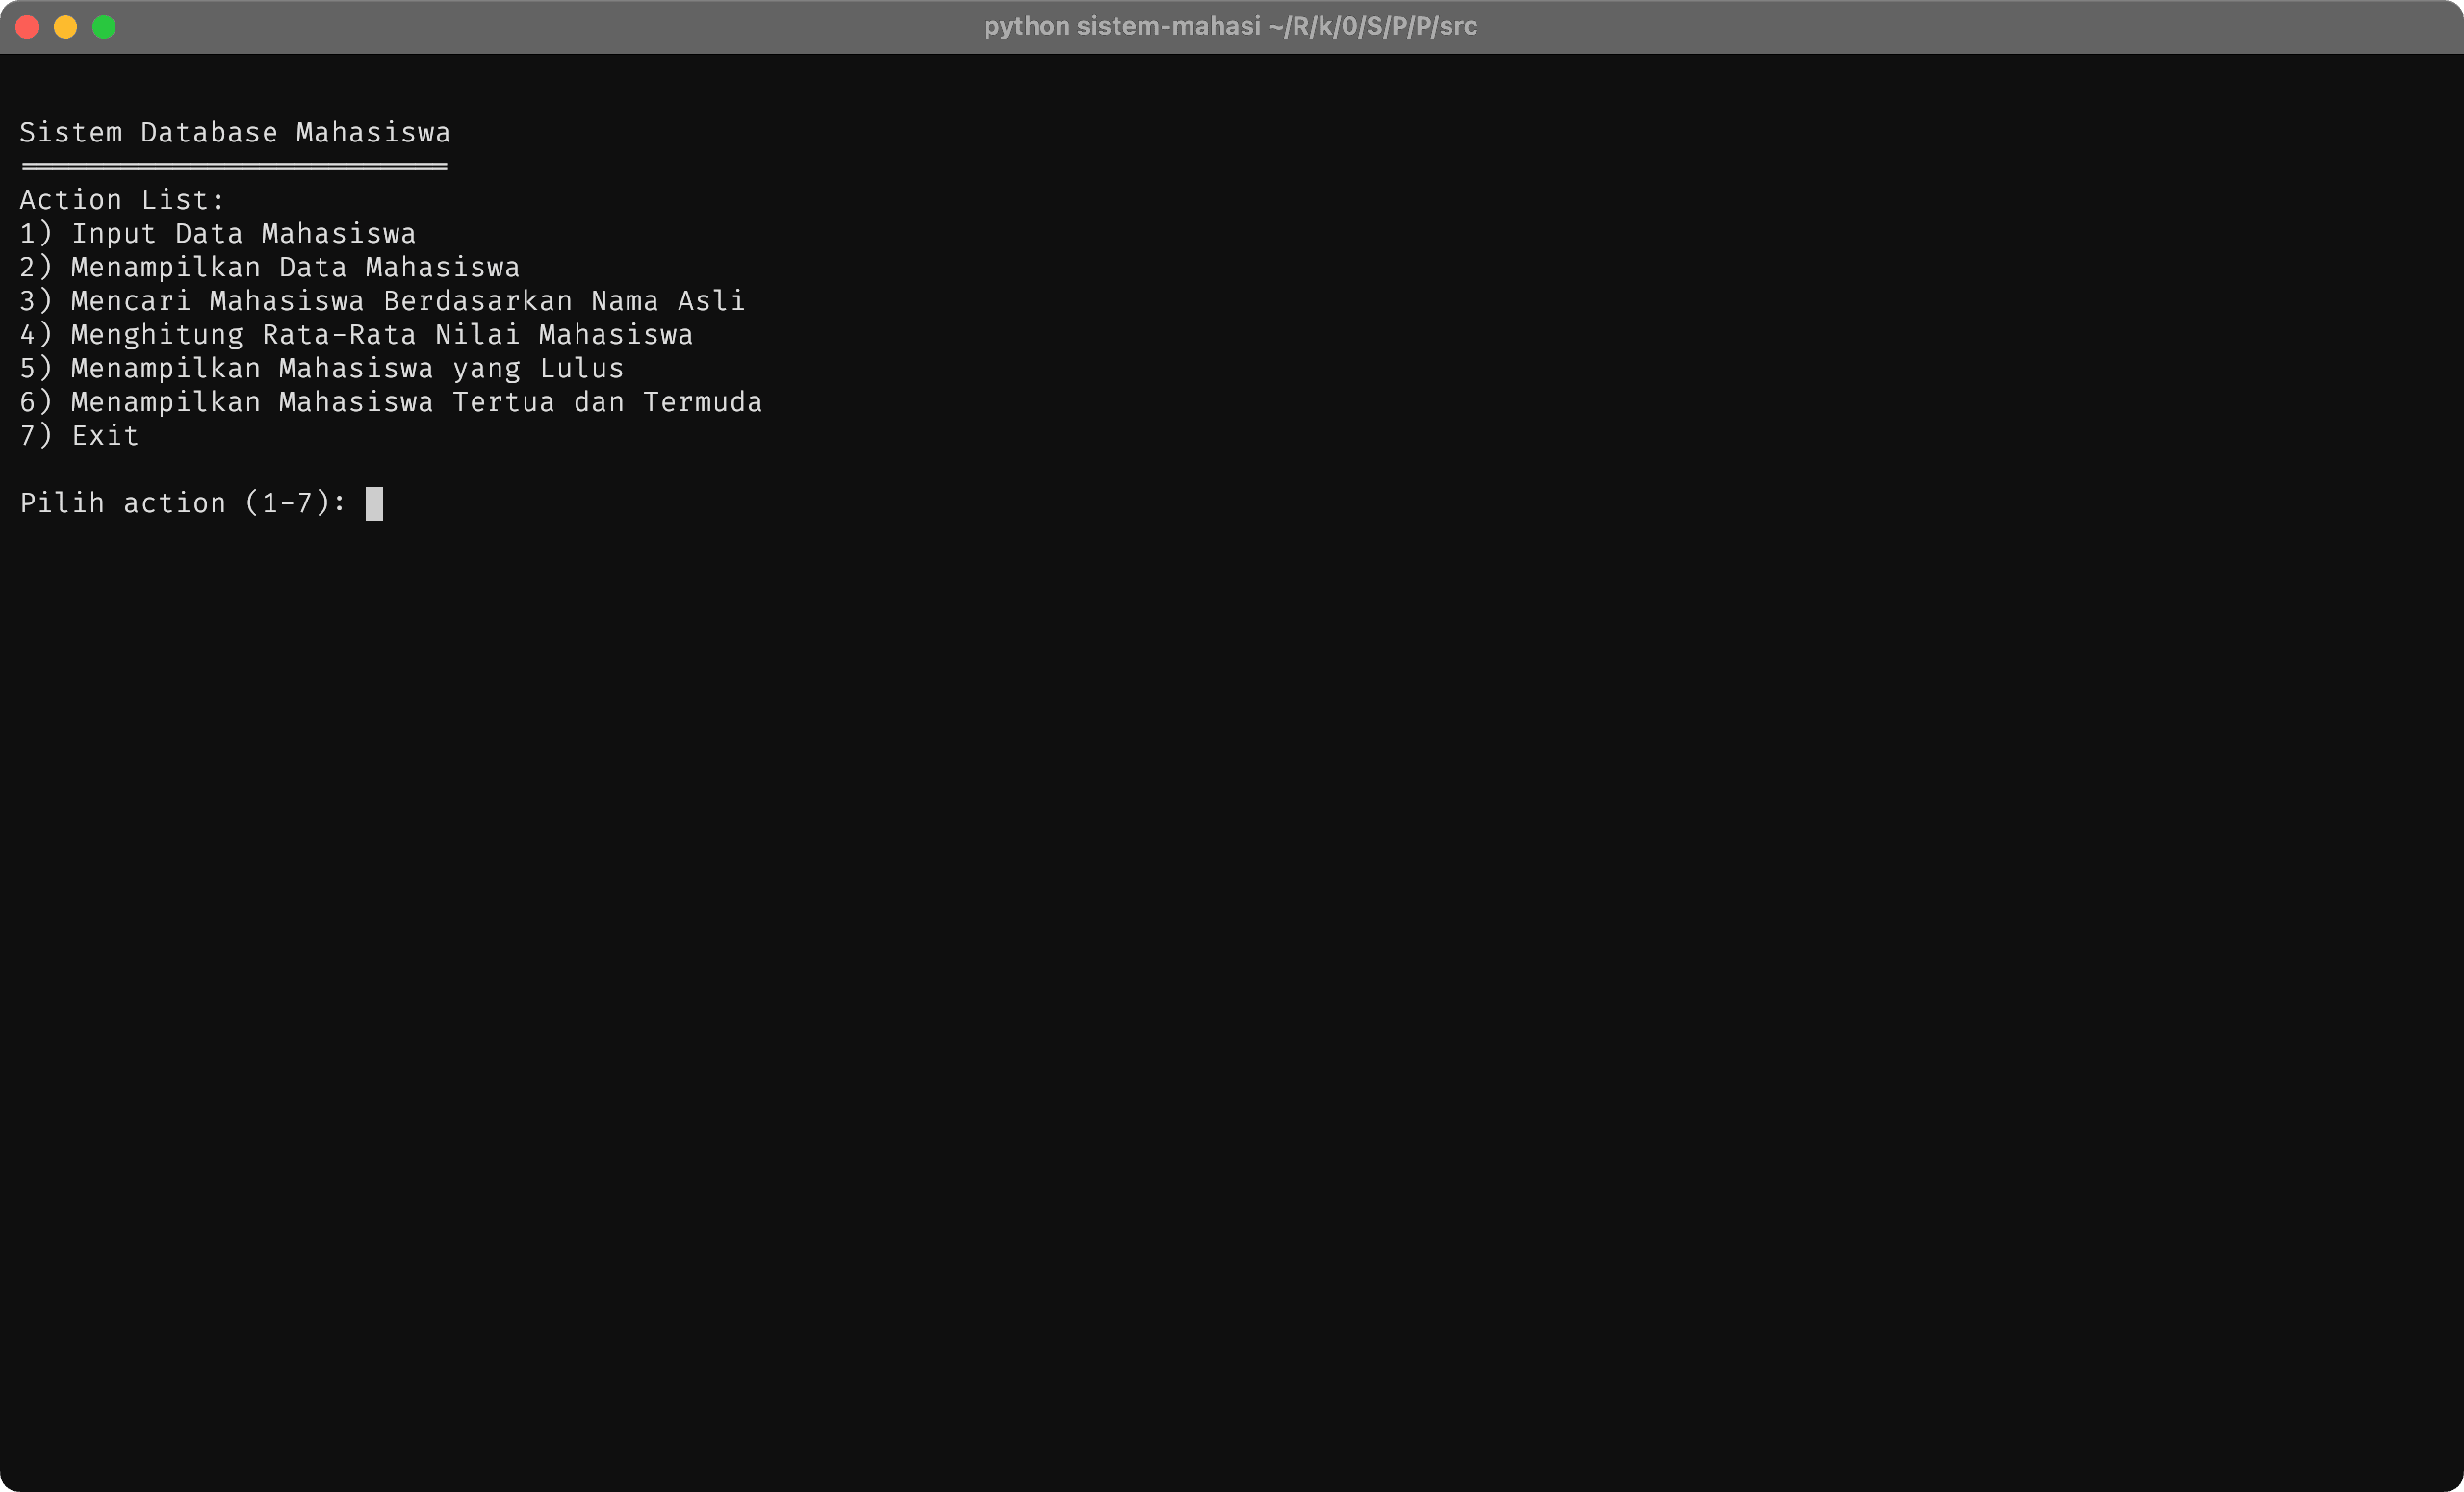 python sistem-mahasi ~/R/k/0/S/P/P/src
Sistem Database Mahasiswa
=========================
Action List:
1) Input Data Mahasiswa
2) Menampilkan Data Mahasiswa
3) Mencari Mahasiswa Berdasarkan Nama Asli
4) Menghitung Rata-Rata Nilai Mahasiswa
5) Menampilkan Mahasiswa yang Lulus
6) Menampilkan Mahasiswa Tertua dan Termuda
7) Exit
Pilih action (1-7):